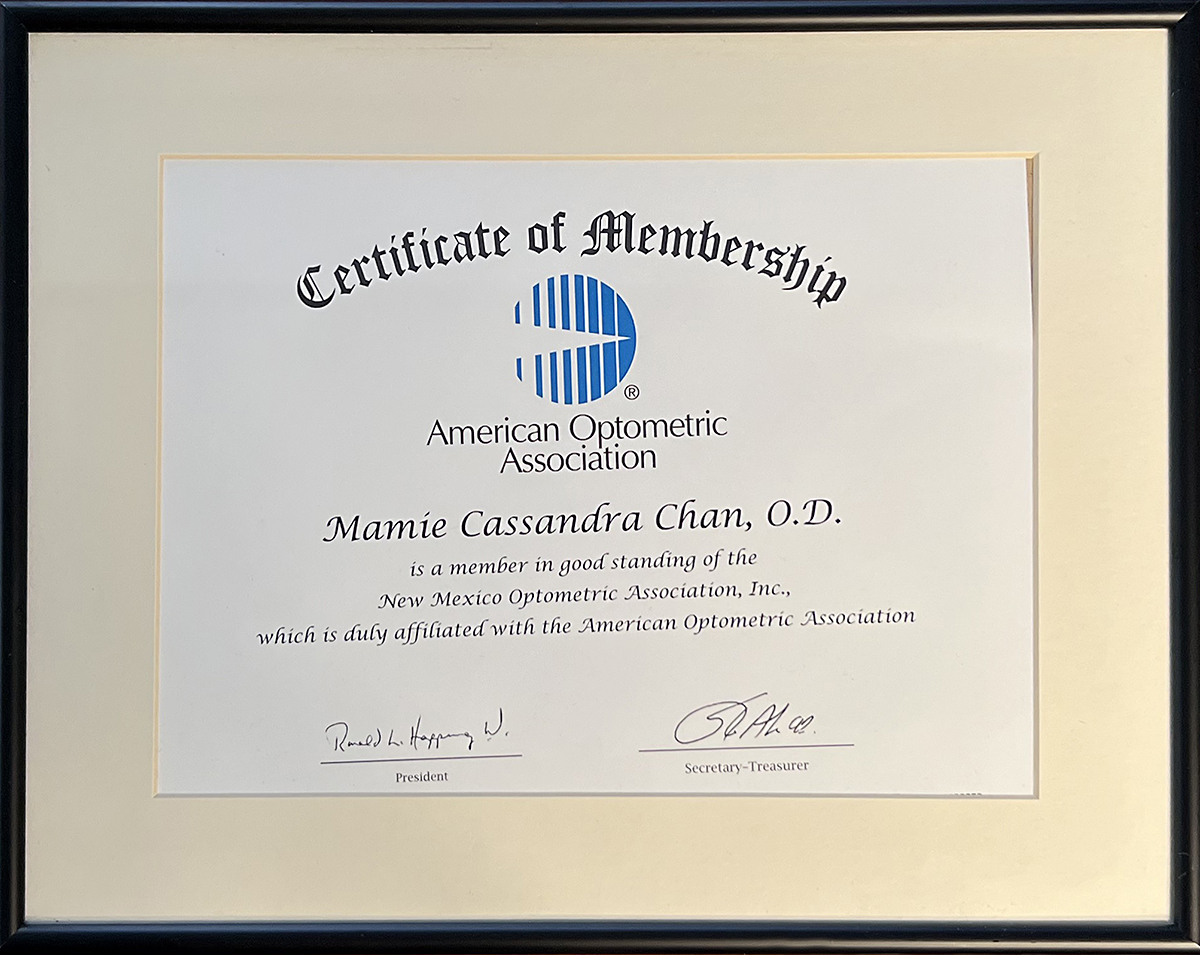 Certificate of Membership
®
American Optometric
Association
Mamie Cassandra Chan, O.D.
is a member in good standing of the
New Mexico Optometric Association, Inc.,
which is duly affiliated with the American Optometric Association
Ronald L.
President
Secretary-Treasurer